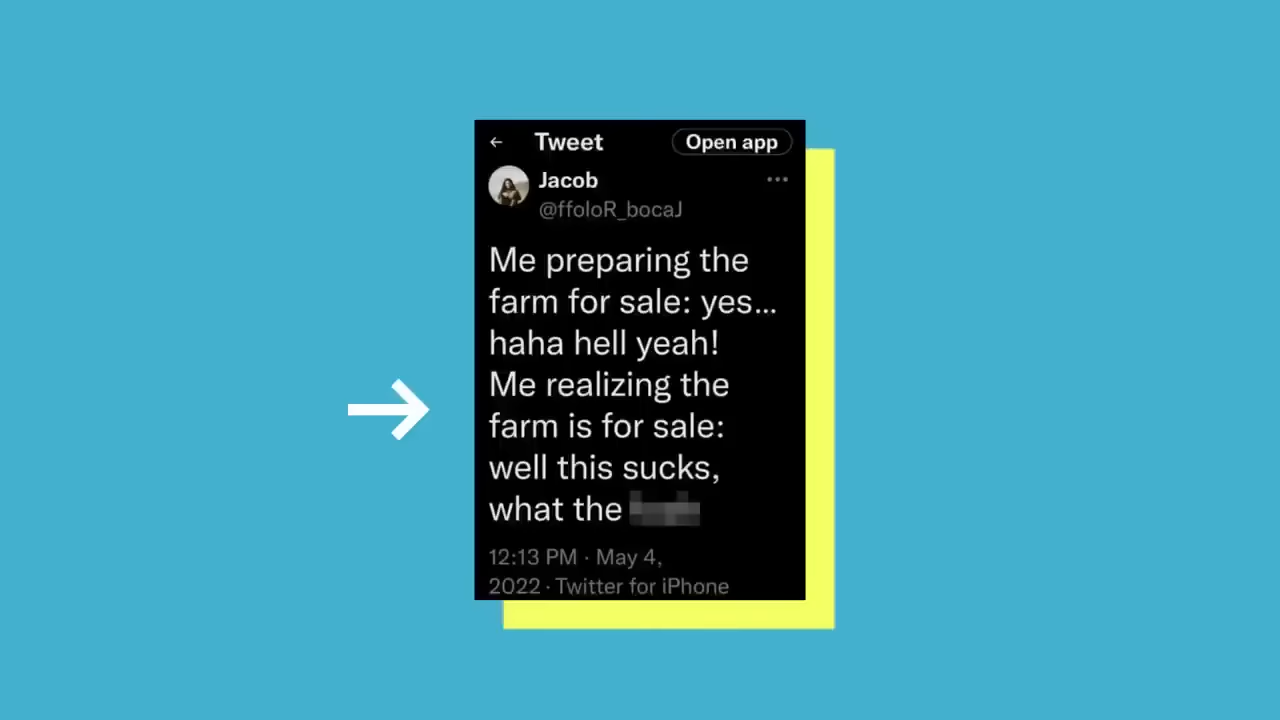 Tweet Open app
Jacob
@ffoloR_bocaJ
Me preparing the
farm for sale: yes...
haha hell yeah!
Me realizing the
farm is for sale:
well this sucks,
what the
12:13 PM · May 4,
2022 · Twitter for iPhone